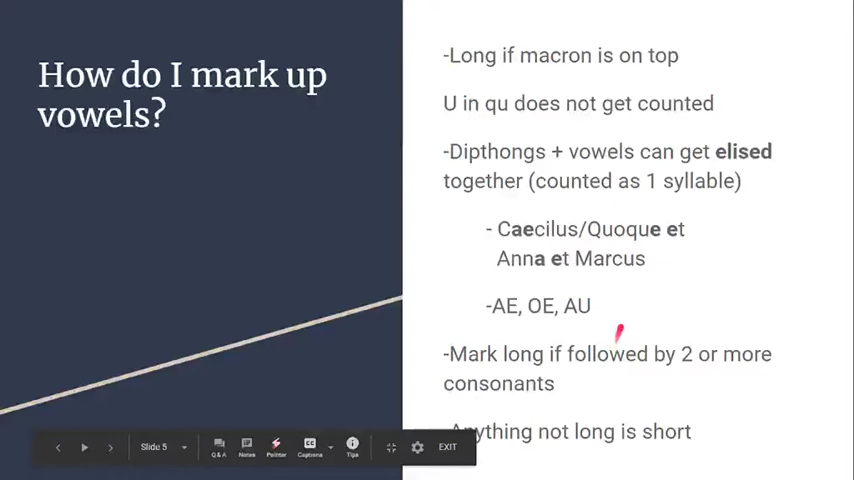 How do I mark up
vowels?
-Long if macron is on top
U in qu does not get counted
-Dipthongs + vowels can get elised
together (counted as 1 syllable)
- Caecilus/Quoque et
Anna et Marcus
-AE, OE, AU
-Mark long if followed by 2 or more
consonants
-Anything not long is short
Slide 5
Q&A
Notes
Pointer
Captions
Tips
EXIT